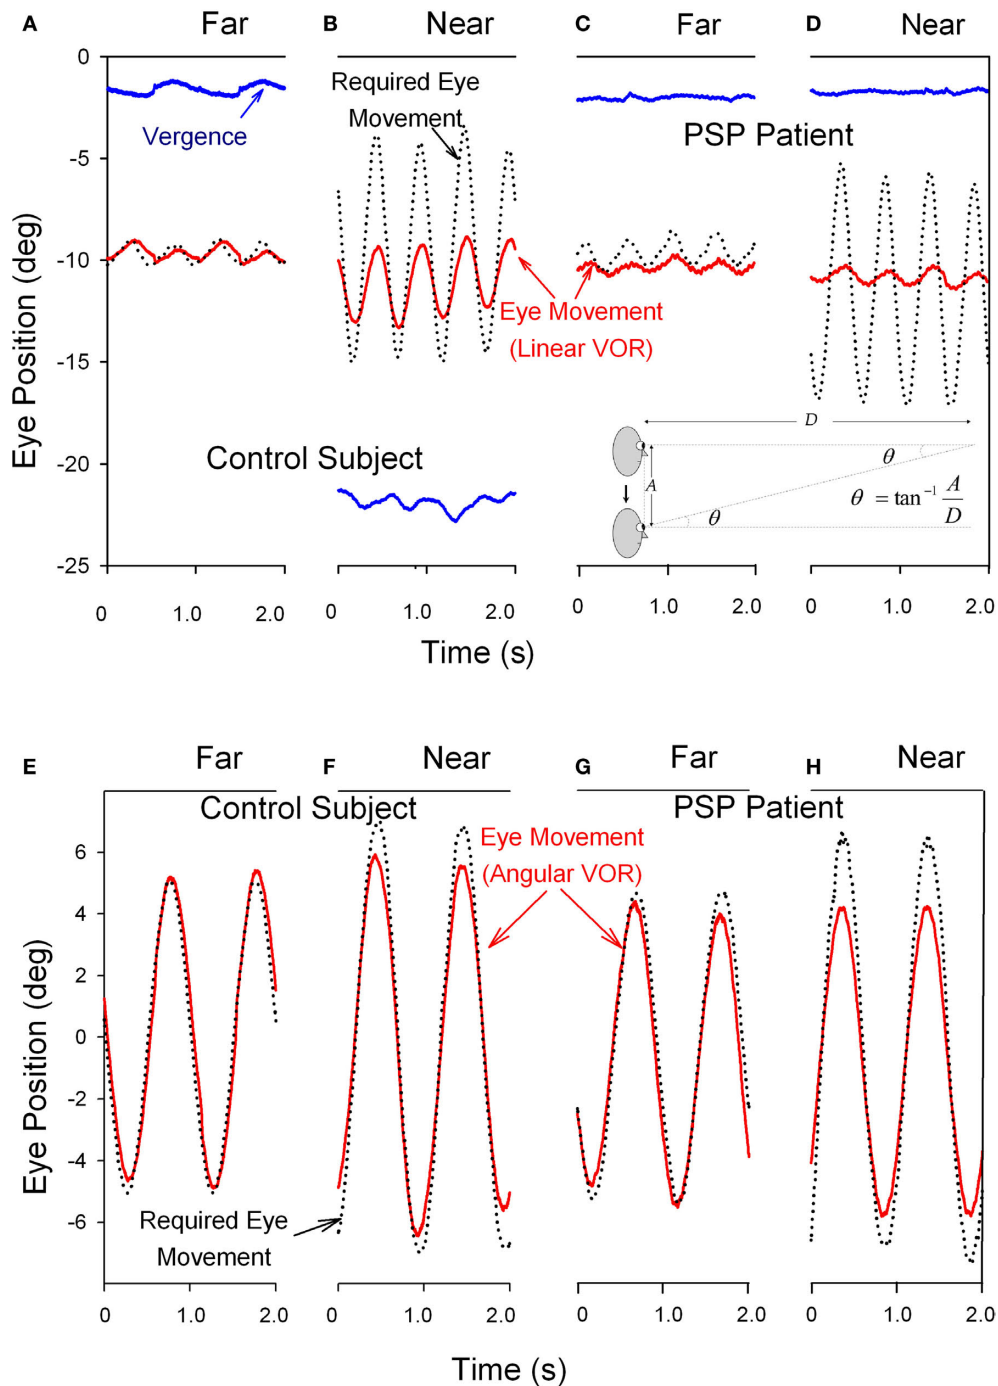 A Far B Near C Far D Near
0
Required Eye
Movement
Vergence
PSP Patient
-5
Eye Position (deg)
-10
Eye Movement
(Linear VOR)
-15
D
Control Subject
θ
-20
A
θ = tan⁻¹ A/D
θ
-25
0 1.0 2.0 0 1.0 2.0 0 1.0 2.0 0 1.0 2.0
Time (s)
E Far F Near G Far H Near
Control Subject PSP Patient
Eye Movement
(Angular VOR)
6
4
2
Eye Position (deg)
0
-2
-4
-6
Required Eye
Movement
0 1.0 2.0 0 1.0 2.0 0 1.0 2.0 0 1.0 2.0
Time (s)